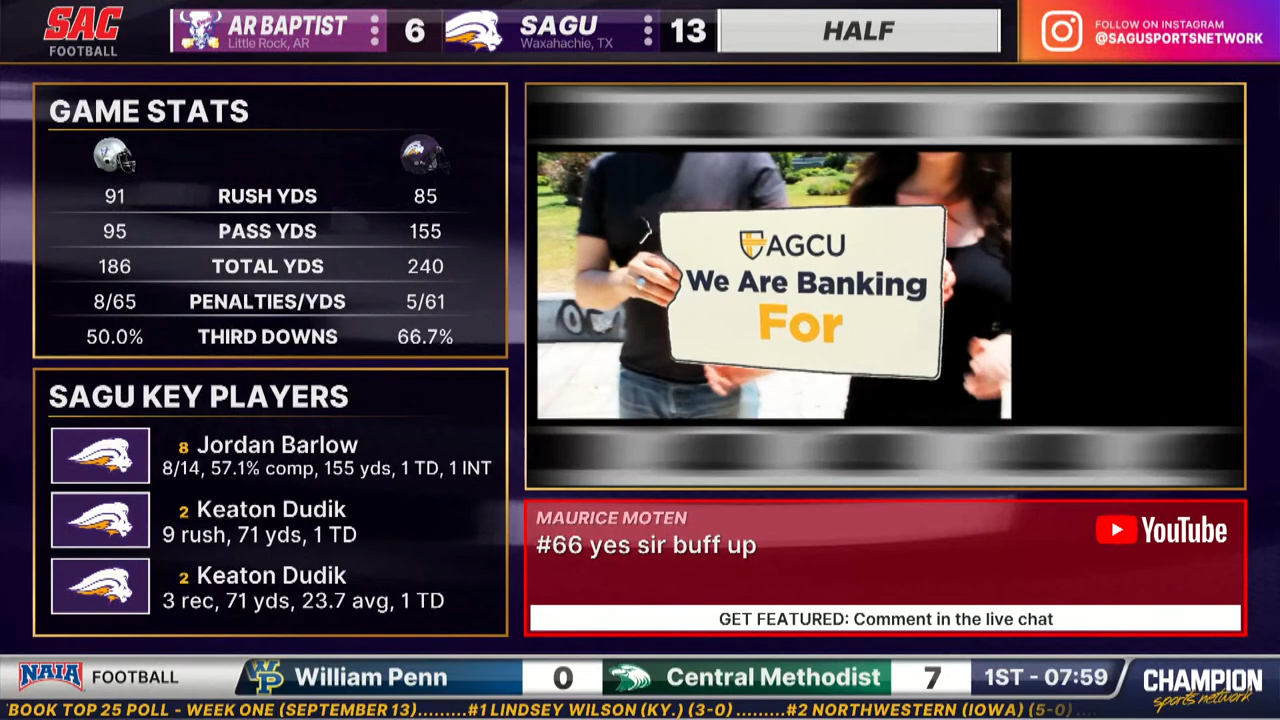 SAC
FOOTBALL
AR BAPTIST
Little Rock, AR
6
SAGU
Waxahachie, TX
13
HALF
FOLLOW ON INSTAGRAM
@SAGUSPORTSNETWORK
GAME STATS
91 RUSH YDS 85
95 PASS YDS 155
186 TOTAL YDS 240
8/65 PENALTIES/YDS 5/61
50.0% THIRD DOWNS 66.7%
SAGU KEY PLAYERS
8 Jordan Barlow
8/14, 57.1% comp, 155 yds, 1 TD, 1 INT
2 Keaton Dudik
9 rush, 71 yds, 1 TD
2 Keaton Dudik
3 rec, 71 yds, 23.7 avg, 1 TD
AGCU
We Are Banking
For
MAURICE MOTEN
#66 yes sir buff up
YouTube
GET FEATURED: Comment in the live chat
NAIA FOOTBALL
WP William Penn 0
Central Methodist 7
1ST - 07:59
CHAMPION
sports network
BOOK TOP 25 POLL - WEEK ONE (SEPTEMBER 13)........#1 LINDSEY WILSON (KY.) (3-0) ........#2 NORTHWESTERN (IOWA) (5-0)